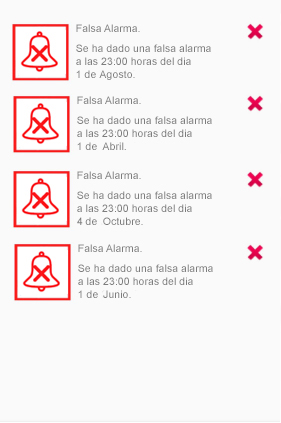 Falsa Alarma.
Se ha dado una falsa alarma
a las 23:00 horas del dia
1 de Agosto.
Falsa Alarma.
Se ha dado una falsa alarma
a las 23:00 horas del dia
1 de Abril.
Falsa Alarma.
Se ha dado una falsa alarma
a las 23:00 horas del dia
4 de Octubre.
Falsa Alarma.
Se ha dado una falsa alarma
a las 23:00 horas del dia
1 de Junio.